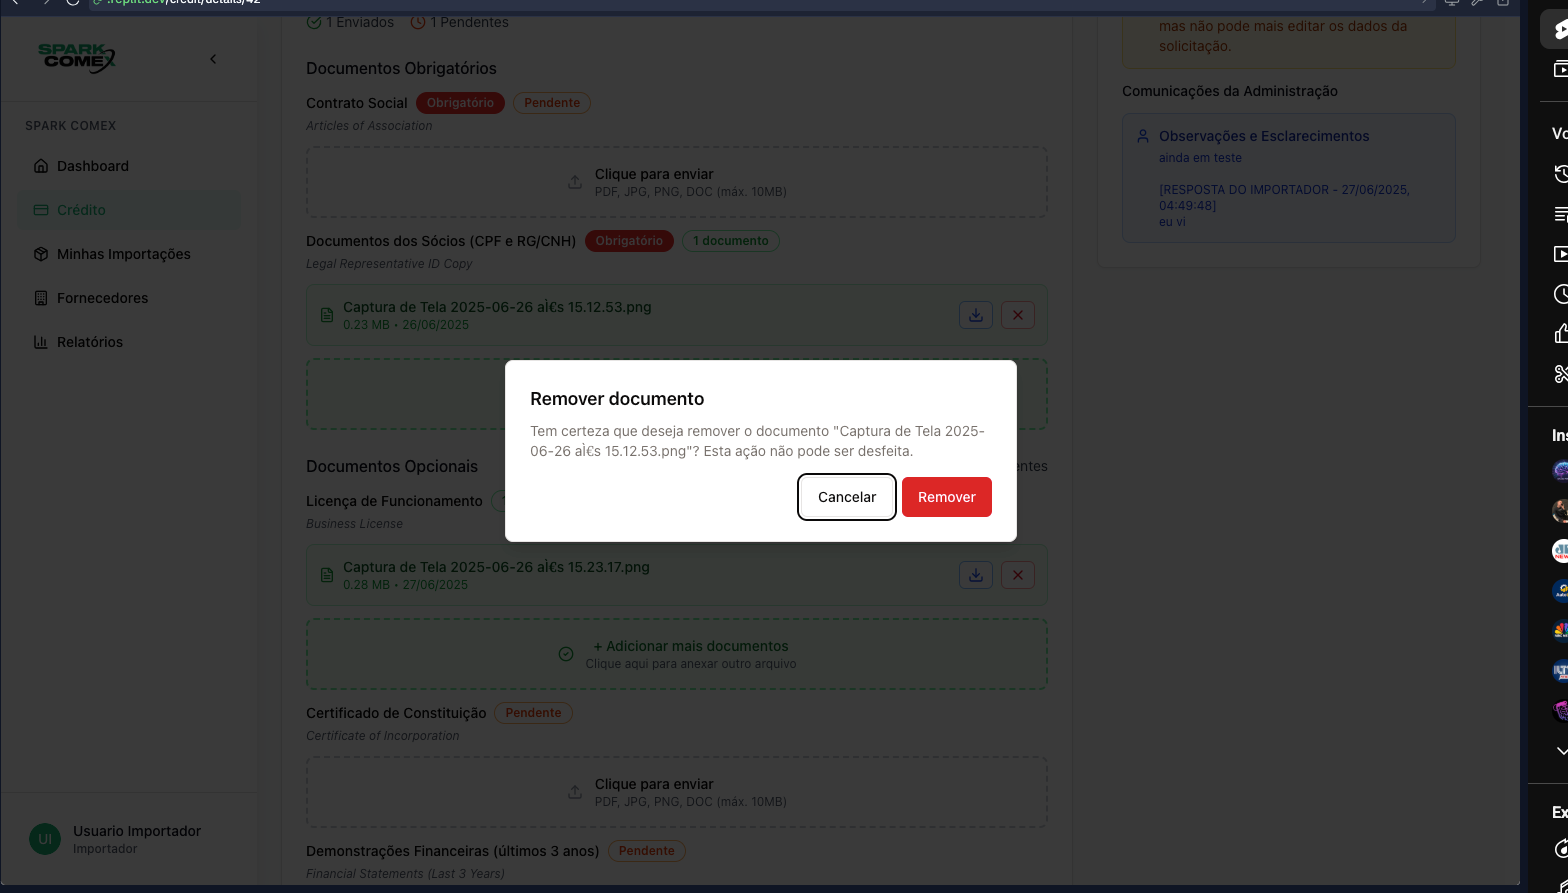 .replit.dev/credit/details/42
1 Enviados
1 Pendentes
mas não pode mais editar os dados da
solicitação.
SPARK
COMEX
SPARK COMEX
Dashboard
Crédito
Minhas Importações
Fornecedores
Relatórios
Usuario Importador
Importador
UI
Documentos Obrigatórios
Contrato Social
Obrigatório
Pendente
Articles of Association
Clique para enviar
PDF, JPG, PNG, DOC (máx. 10MB)
Documentos dos Sócios (CPF e RG/CNH)
Obrigatório
1 documento
Legal Representative ID Copy
Captura de Tela 2025-06-26 aÌ€s 15.12.53.png
0.23 MB • 26/06/2025
Remover documento
Tem certeza que deseja remover o documento "Captura de Tela 2025-
06-26 aÌ€s 15.12.53.png"? Esta ação não pode ser desfeita.
Cancelar
Remover
Documentos Opcionais
Licença de Funcionamento
Business License
Captura de Tela 2025-06-26 aÌ€s 15.23.17.png
0.28 MB • 27/06/2025
+ Adicionar mais documentos
Clique aqui para anexar outro arquivo
Certificado de Constituição
Pendente
Certificate of Incorporation
Clique para enviar
PDF, JPG, PNG, DOC (máx. 10MB)
Demonstrações Financeiras (últimos 3 anos)
Pendente
Financial Statements (Last 3 Years)
Comunicações da Administração
Observações e Esclarecimentos
ainda em teste
[RESPOSTA DO IMPORTADOR - 27/06/2025,
04:49:48]
eu vi